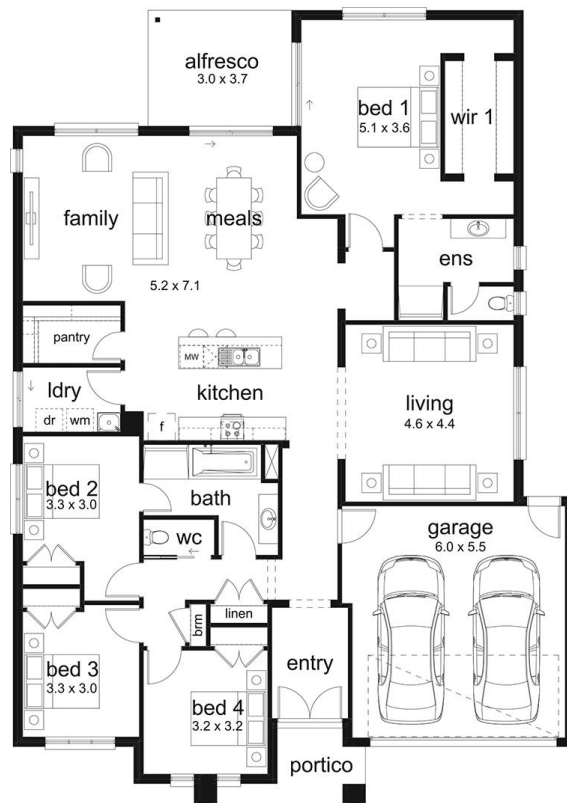 alfresco
3.0 x 3.7
bed 1
5.1 x 3.6
wir 1
family
meals
5.2 x 7.1
ens
pantry
MW
kitchen
ldry
dr
wm
f
living
4.6 x 4.4
bed 2
3.3 x 3.0
bath
wc
garage
6.0 x 5.5
linen
brm
bed 3
3.3 x 3.0
entry
bed 4
3.2 x 3.2
portico